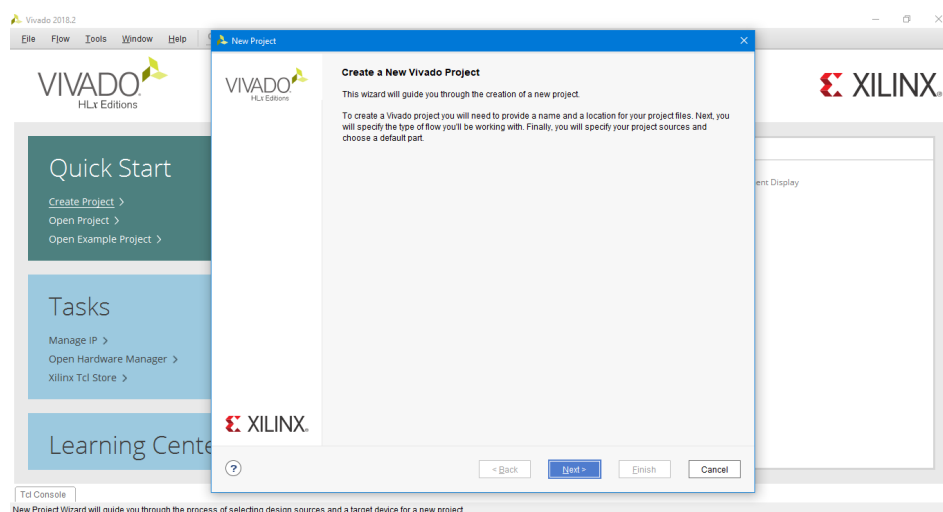 Vivado 2018.2
File Flow Tools Window Help
VIVADO.
HLx Editions
XILINX.
Quick Start
Create Project >
Open Project >
Open Example Project >
Tasks
Manage IP >
Open Hardware Manager >
Xilinx Tcl Store >
Learning Cente
New Project
VIVADO.
HLx Editions
XILINX.
Create a New Vivado Project
This wizard will guide you through the creation of a new project.
To create a Vivado project you will need to provide a name and a location for your project files. Next, you
will specify the type of flow you'll be working with. Finally, you will specify your project sources and
choose a default part.
ent Display
?
< Back Next > Finish Cancel
Tcl Console
New Project Wizard will guide you through the process of selecting design sources and a target device for a new project